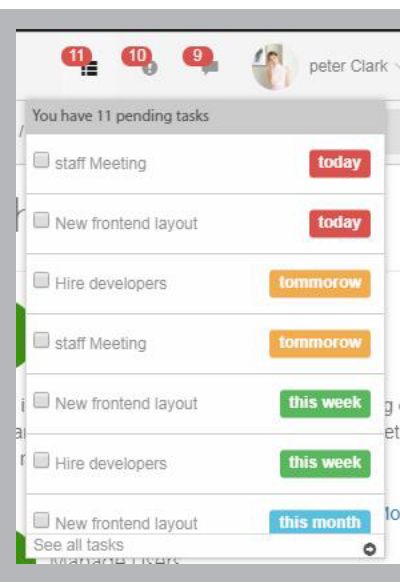 11 10 9
peter Clark
You have 11 pending tasks
staff Meeting today
New frontend layout today
Hire developers tommorow
staff Meeting tommorow
New frontend layout this week
Hire developers this week
New frontend layout this month
See all tasks
Manage Users